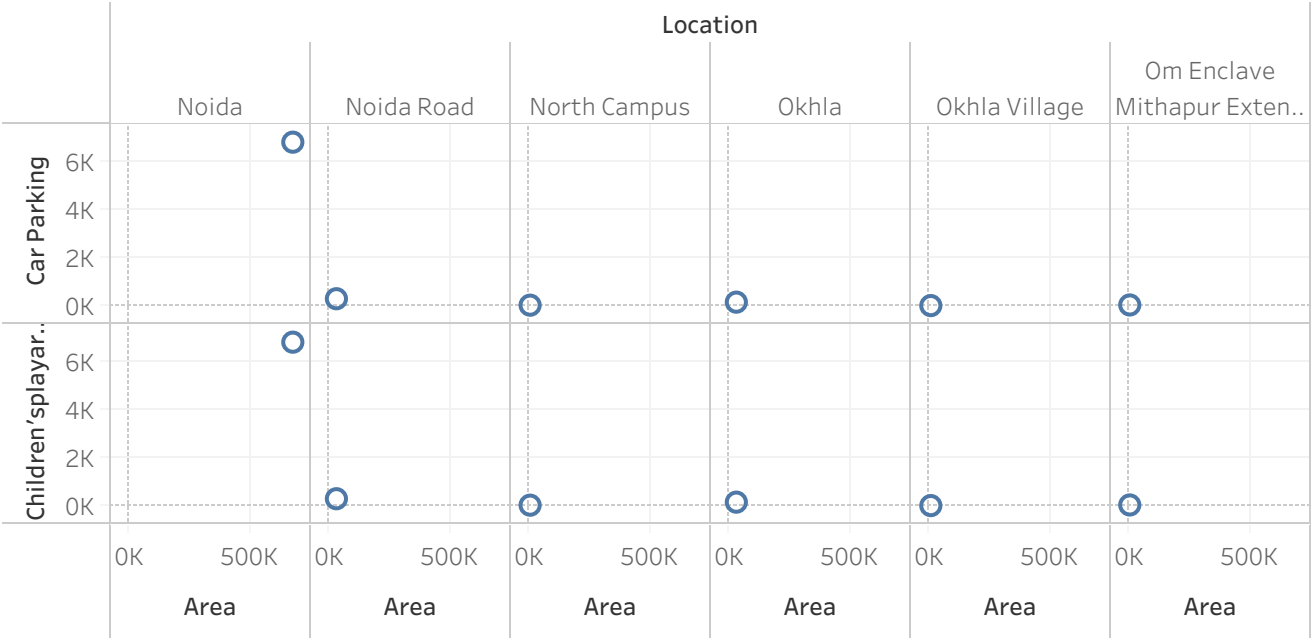 Location
Noida
Noida Road
North Campus
Okhla
Okhla Village
Om Enclave
Mithapur Exten..
Car Parking
6K
4K
2K
0K
Children'splayar..
6K
4K
2K
0K
0K 500K 0K 500K 0K 500K 0K 500K 0K 500K 0K 500K
Area Area Area Area Area Area